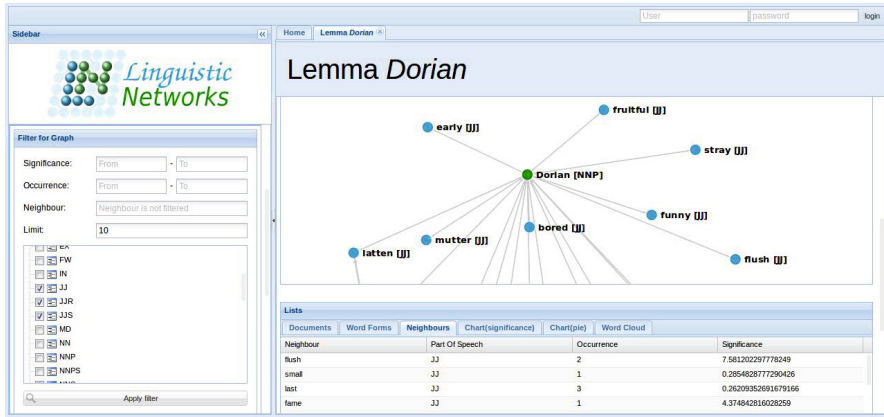 User password login
Sidebar
Home Lemma Dorian
Linguistic
Networks
Lemma Dorian
Filter for Graph
Significance: From - To
Occurrence: From - To
Neighbour: Neighbour is not filtered
Limit: 10
EX
FW
IN
JJ
JJR
JJS
MD
NN
NNP
NNPS
Apply filter
fruitful [JJ]
early [JJ]
stray [JJ]
Dorian [NNP]
funny [JJ]
bored [JJ]
mutter [JJ]
latten [JJ]
flush [JJ]
Lists
Documents Word Forms Neighbours Chart(significance) Chart(pie) Word Cloud
Neighbour Part Of Speech Occurrence Significance
flush JJ 2 7.581202297778249
small JJ 1 0.2854828777290426
last JJ 3 0.26209352691679166
fame JJ 1 4.374842816028259